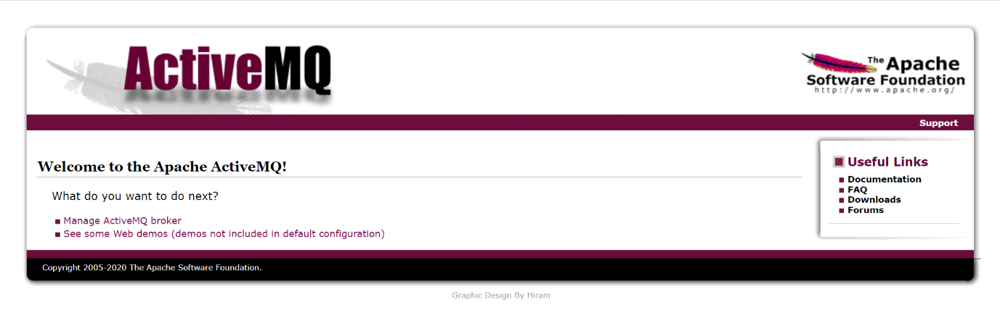 ActiveMQ
The Apache
Software Foundation
http://www.apache.org/
Support
Welcome to the Apache ActiveMQ!
What do you want to do next?
Manage ActiveMQ broker
See some Web demos (demos not included in default configuration)
Useful Links
Documentation
FAQ
Downloads
Forums
Copyright 2005-2020 The Apache Software Foundation.
Graphic Design By Hiram